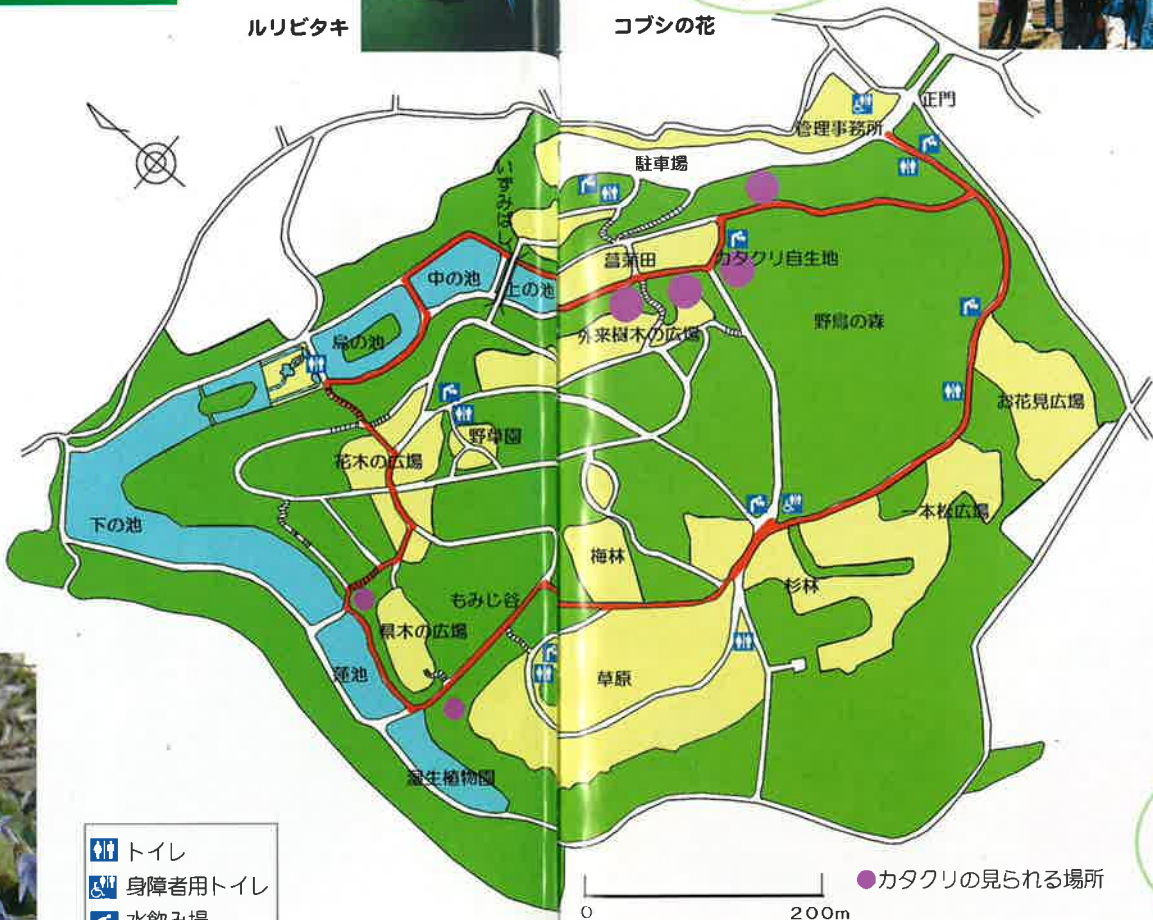 ルリビタキ
コブシの花
正門
管理事務所
駐車場
いずみばし
中の池
上の池
菖蒲田
カタクリ自生地
鳥の池
外来樹木の広場
野鳥の森
お花見広場
野草園
花木の広場
下の池
一本松広場
梅林
杉林
もみじ谷
県木の広場
蓮池
草原
湿生植物園
トイレ
身障者用トイレ
水飲み場
カタクリの見られる場所
0 200m